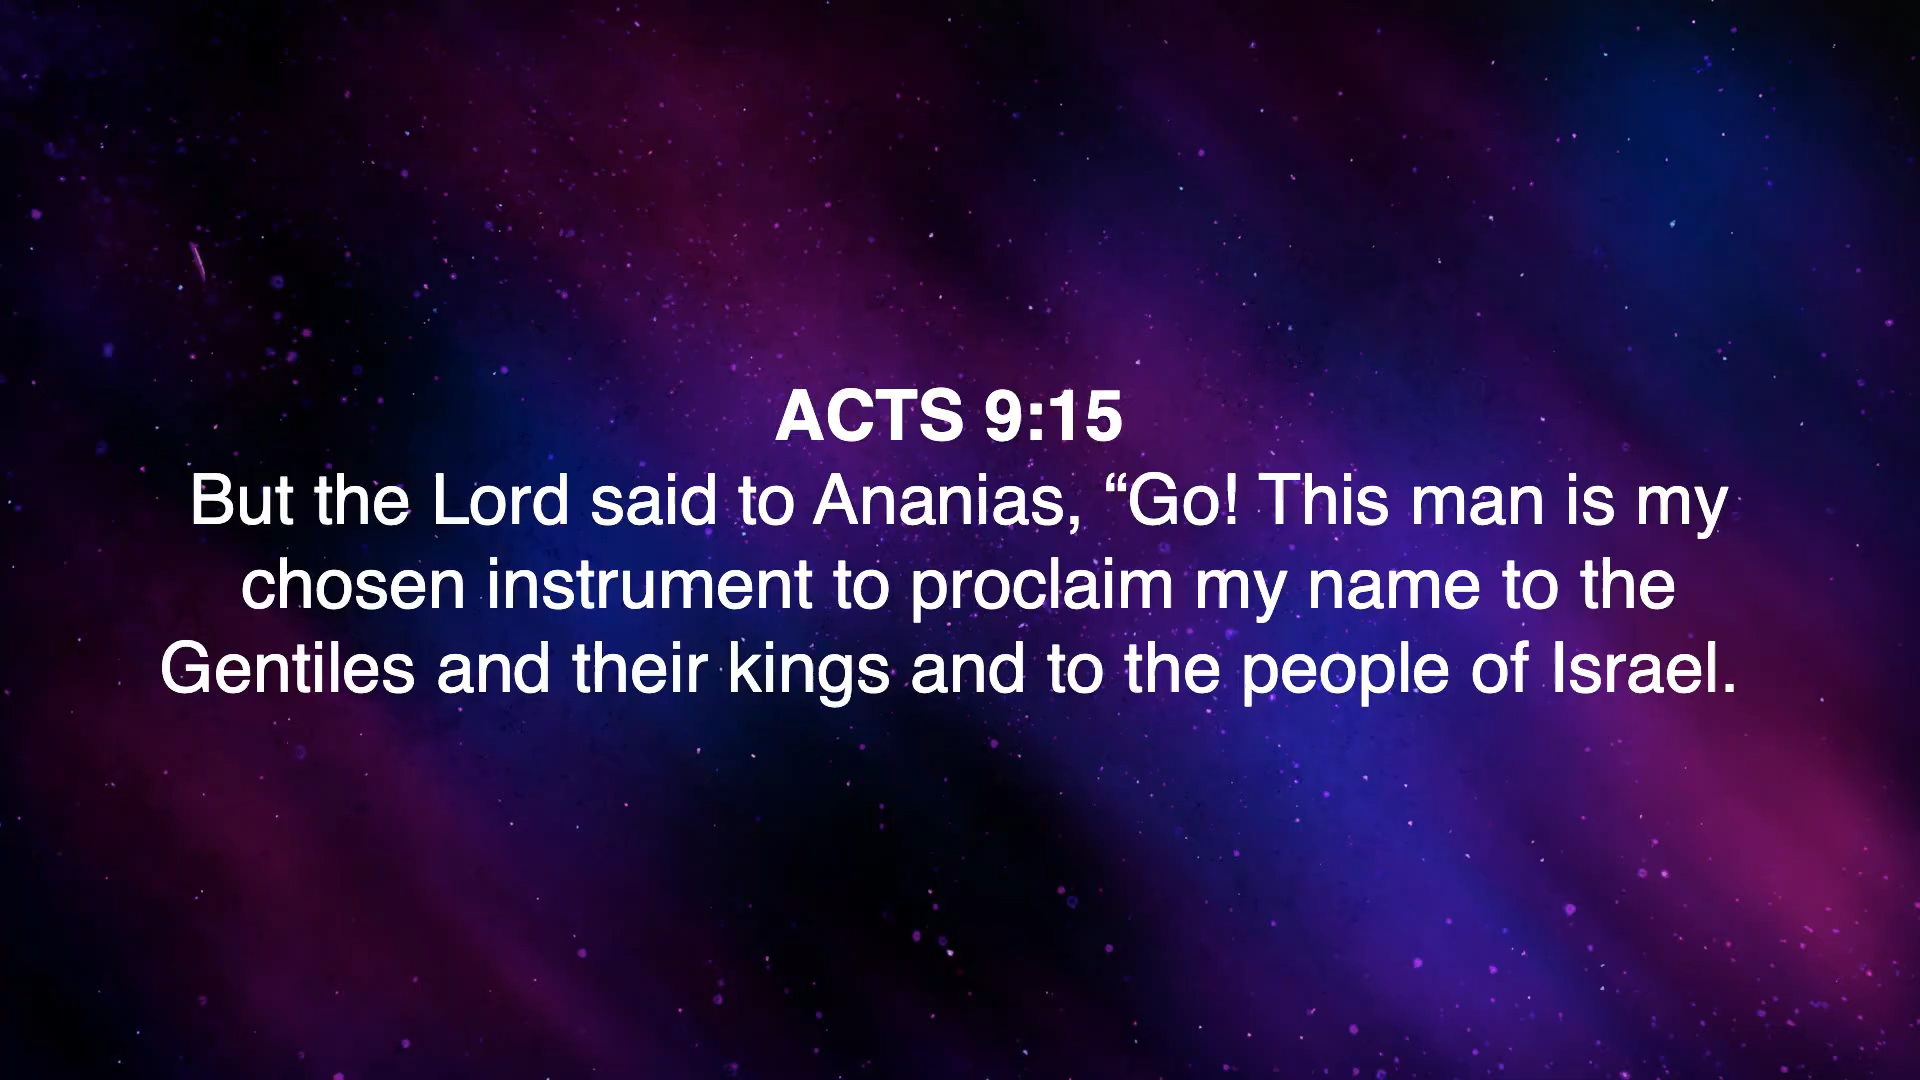 ACTS 9:15
But the Lord said to Ananias, “Go! This man is my
chosen instrument to proclaim my name to the
Gentiles and their kings and to the people of Israel.